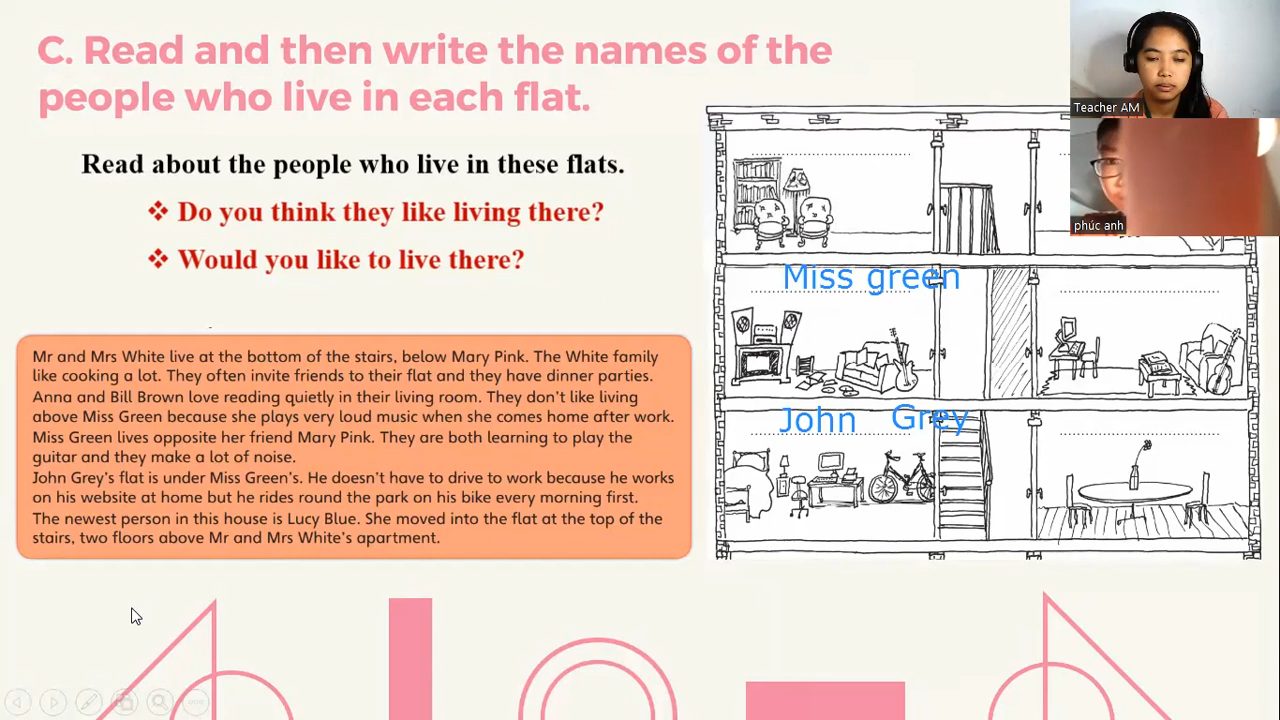 C. Read and then write the names of the
people who live in each flat.
Read about the people who live in these flats.
❖ Do you think they like living there?
❖ Would you like to live there?
Mr and Mrs White live at the bottom of the stairs, below Mary Pink. The White family
like cooking a lot. They often invite friends to their flat and they have dinner parties.
Anna and Bill Brown love reading quietly in their living room. They don't like living
above Miss Green because she plays very loud music when she comes home after work.
Miss Green lives opposite her friend Mary Pink. They are both learning to play the
guitar and they make a lot of noise.
John Grey's flat is under Miss Green's. He doesn't have to drive to work because he works
on his website at home but he rides round the park on his bike every morning first.
The newest person in this house is Lucy Blue. She moved into the flat at the top of the
stairs, two floors above Mr and Mrs White's apartment.
Miss green
John Grey
Teacher AM
phúc anh